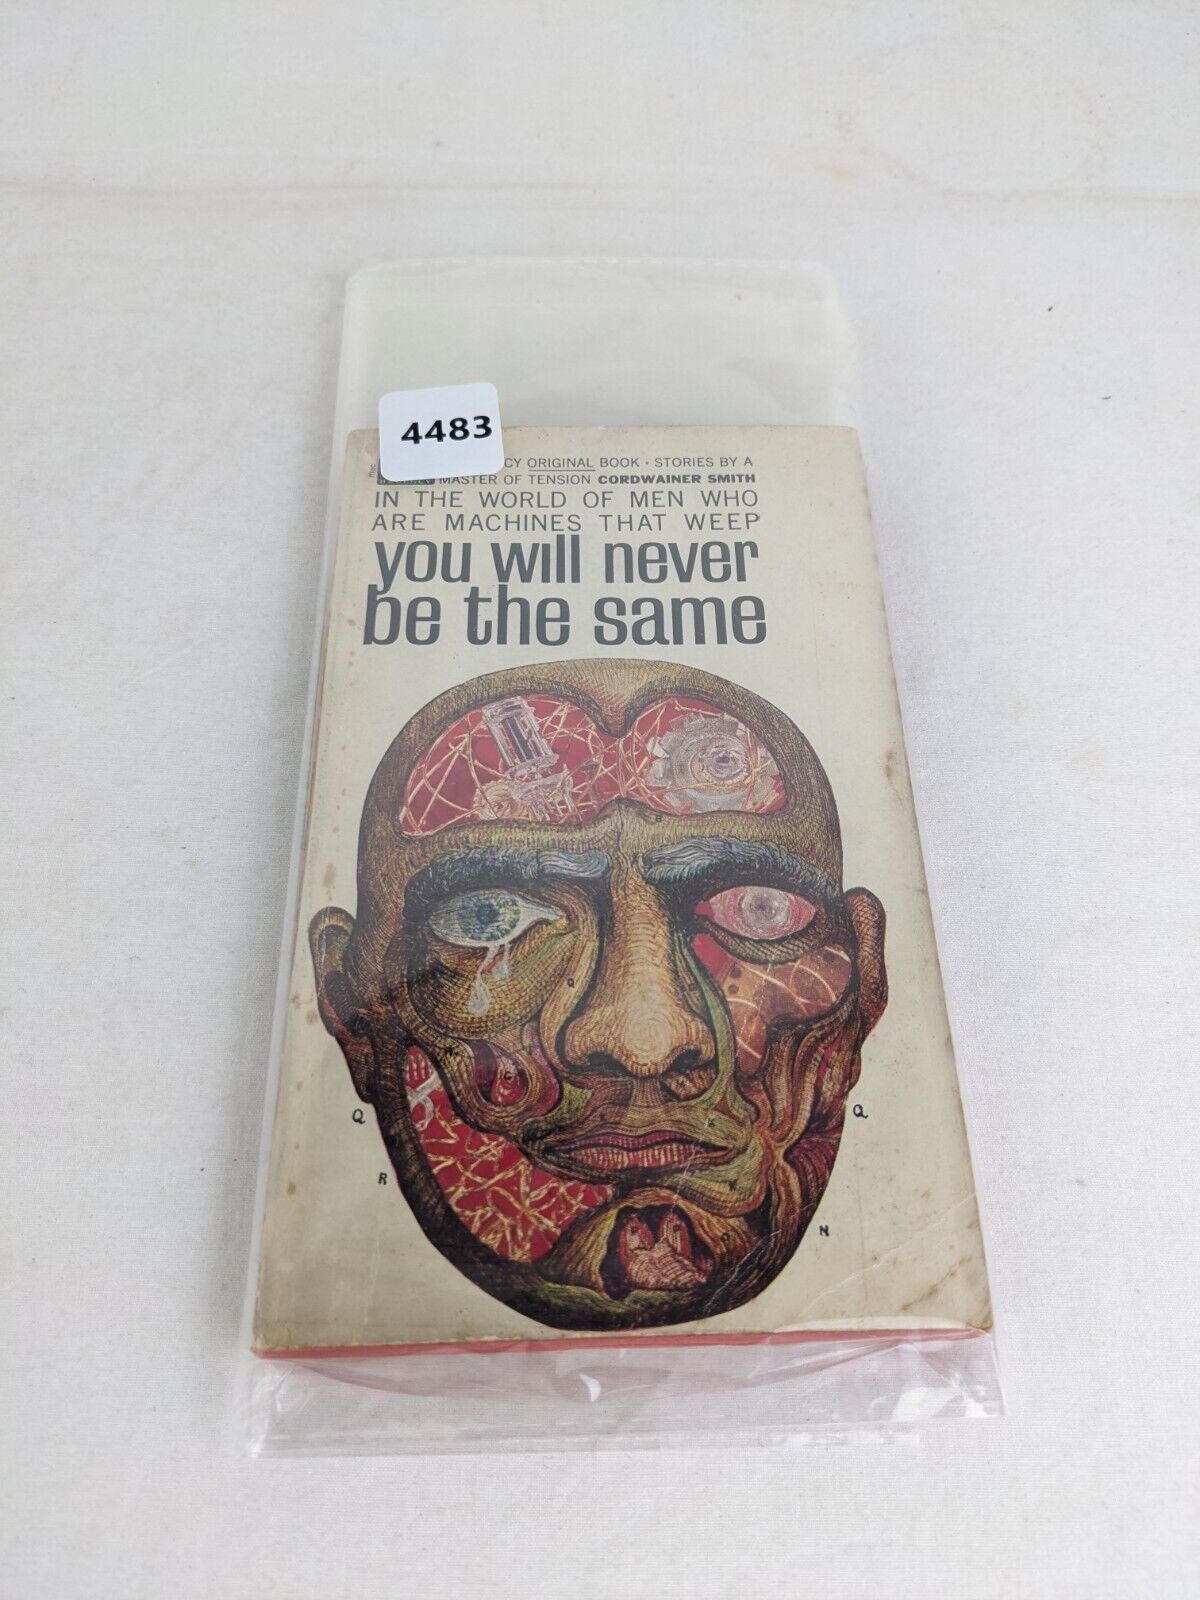 4483
CY ORIGINAL BOOK · STORIES BY A
MASTER OF TENSION CORDWAINER SMITH
IN THE WORLD OF MEN WHO
ARE MACHINES THAT WEEP
you will never
be the same
Q
Q
R
N